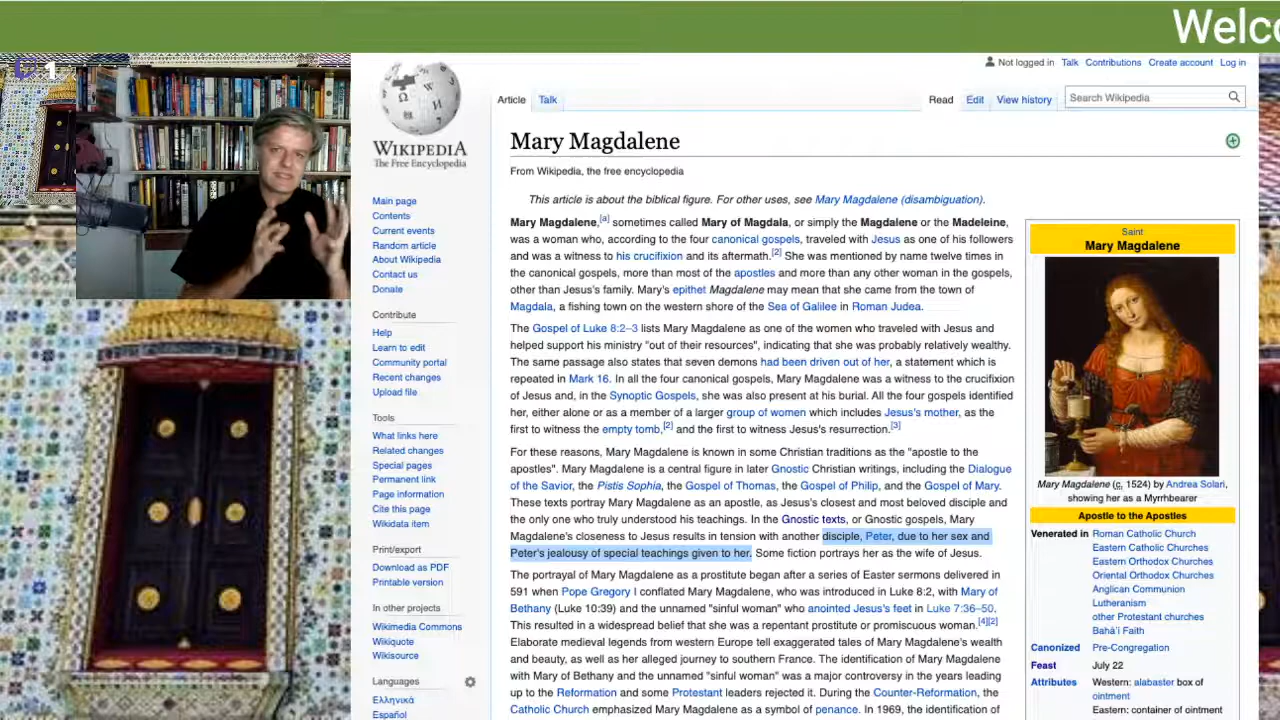 Welco
1
Not logged in Talk Contributions Create account Log in
Article Talk Read Edit View history Search Wikipedia
WIKIPEDIA
The Free Encyclopedia
Main page
Contents
Current events
Random article
About Wikipedia
Contact us
Donate
Contribute
Help
Learn to edit
Community portal
Recent changes
Upload file
Tools
What links here
Related changes
Special pages
Permanent link
Page information
Cite this page
Wikidata item
Print/export
Download as PDF
Printable version
In other projects
Wikimedia Commons
Wikiquote
Wikisource
Languages
Ελληνικά
Español
Mary Magdalene
From Wikipedia, the free encyclopedia
This article is about the biblical figure. For other uses, see Mary Magdalene (disambiguation).
Mary Magdalene,[a] sometimes called Mary of Magdala, or simply the Magdalene or the Madeleine,
was a woman who, according to the four canonical gospels, traveled with Jesus as one of his followers
and was a witness to his crucifixion and its aftermath.[2] She was mentioned by name twelve times in
the canonical gospels, more than most of the apostles and more than any other woman in the gospels,
other than Jesus's family. Mary's epithet Magdalene may mean that she came from the town of
Magdala, a fishing town on the western shore of the Sea of Galilee in Roman Judea.
The Gospel of Luke 8:2–3 lists Mary Magdalene as one of the women who traveled with Jesus and
helped support his ministry "out of their resources", indicating that she was probably relatively wealthy.
The same passage also states that seven demons had been driven out of her, a statement which is
repeated in Mark 16. In all the four canonical gospels, Mary Magdalene was a witness to the crucifixion
of Jesus and, in the Synoptic Gospels, she was also present at his burial. All the four gospels identified
her, either alone or as a member of a larger group of women which includes Jesus's mother, as the
first to witness the empty tomb,[2] and the first to witness Jesus's resurrection.[3]
For these reasons, Mary Magdalene is known in some Christian traditions as the "apostle to the
apostles". Mary Magdalene is a central figure in later Gnostic Christian writings, including the Dialogue
of the Savior, the Pistis Sophia, the Gospel of Thomas, the Gospel of Philip, and the Gospel of Mary.
These texts portray Mary Magdalene as an apostle, as Jesus's closest and most beloved disciple and
the only one who truly understood his teachings. In the Gnostic texts, or Gnostic gospels, Mary
Magdalene's closeness to Jesus results in tension with another disciple, Peter, due to her sex and
Peter's jealousy of special teachings given to her. Some fiction portrays her as the wife of Jesus.
The portrayal of Mary Magdalene as a prostitute began after a series of Easter sermons delivered in
591 when Pope Gregory I conflated Mary Magdalene, who was introduced in Luke 8:2, with Mary of
Bethany (Luke 10:39) and the unnamed "sinful woman" who anointed Jesus's feet in Luke 7:36–50.
This resulted in a widespread belief that she was a repentant prostitute or promiscuous woman.[4][2]
Elaborate medieval legends from western Europe tell exaggerated tales of Mary Magdalene's wealth
and beauty, as well as her alleged journey to southern France. The identification of Mary Magdalene
with Mary of Bethany and the unnamed "sinful woman" was a major controversy in the years leading
up to the Reformation and some Protestant leaders rejected it. During the Counter-Reformation, the
Catholic Church emphasized Mary Magdalene as a symbol of penance. In 1969, the identification of
Saint
Mary Magdalene
Mary Magdalene (c. 1524) by Andrea Solari,
showing her as a Myrrhbearer
Apostle to the Apostles
Venerated in Roman Catholic Church
Eastern Catholic Churches
Eastern Orthodox Churches
Oriental Orthodox Churches
Anglican Communion
Lutheranism
other Protestant churches
Bahá'í Faith
Canonized Pre-Congregation
Feast July 22
Attributes Western: alabaster box of
ointment
Eastern: container of ointment